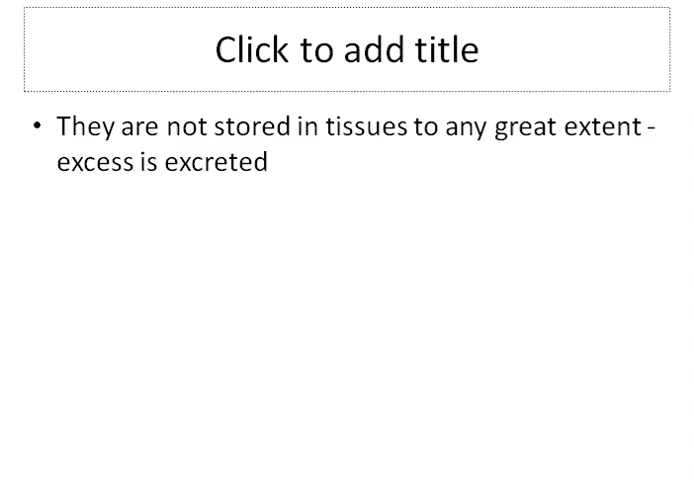 Click to add title
• They are not stored in tissues to any great extent -
excess is excreted